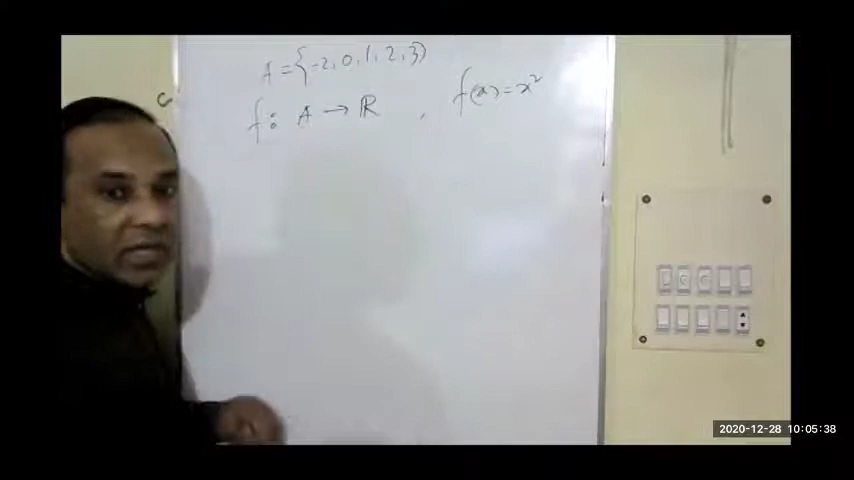 A = {-2, 0, 1, 2, 3}
f: A → ℝ , f(x) = x²
2020-12-28 10:05:38